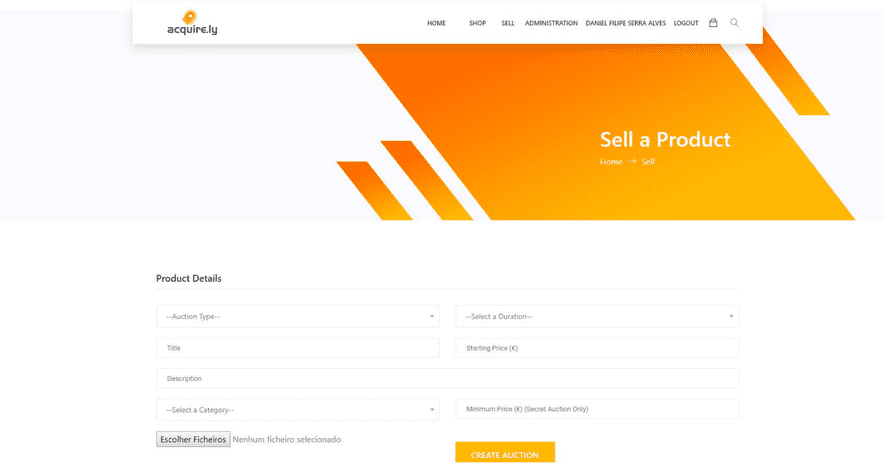 acquire.ly
HOME SHOP SELL ADMINISTRATION DANIEL FILIPE SERRA ALVES LOGOUT
Sell a Product
Home → Sell
Product Details
--Auction Type-- --Select a Duration--
Title Starting Price (€)
Description
--Select a Category-- Minimum Price (€) (Secret Auction Only)
Escolher Ficheiros Nenhum ficheiro selecionado
CREATE AUCTION